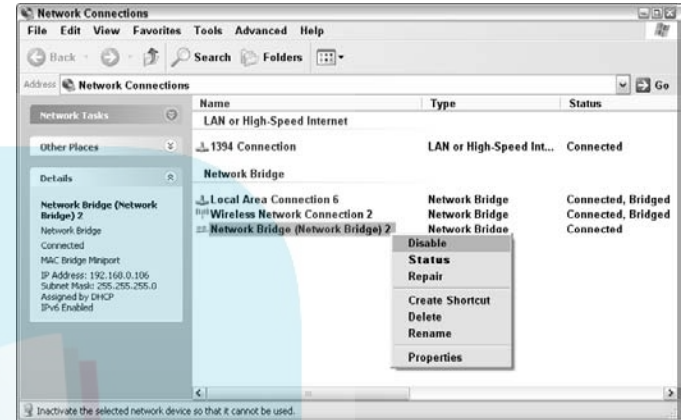 Network Connections
File Edit View Favorites Tools Advanced Help
Back Search Folders
Address Network Connections Go
Network Tasks
Other Places
Details
Network Bridge (Network
Bridge) 2
Network Bridge
Connected
MAC Bridge Miniport
IP Address: 192.168.0.106
Subnet Mask: 255.255.255.0
Assigned by DHCP
IPv6 Enabled
Name Type Status
LAN or High-Speed Internet
1394 Connection LAN or High-Speed Int... Connected
Network Bridge
Local Area Connection 6 Network Bridge Connected, Bridged
Wireless Network Connection 2 Network Bridge Connected, Bridged
Network Bridge (Network Bridge) 2 Network Bridge Connected
Disable
Status
Repair
Create Shortcut
Delete
Rename
Properties
Inactivate the selected network device so that it cannot be used.